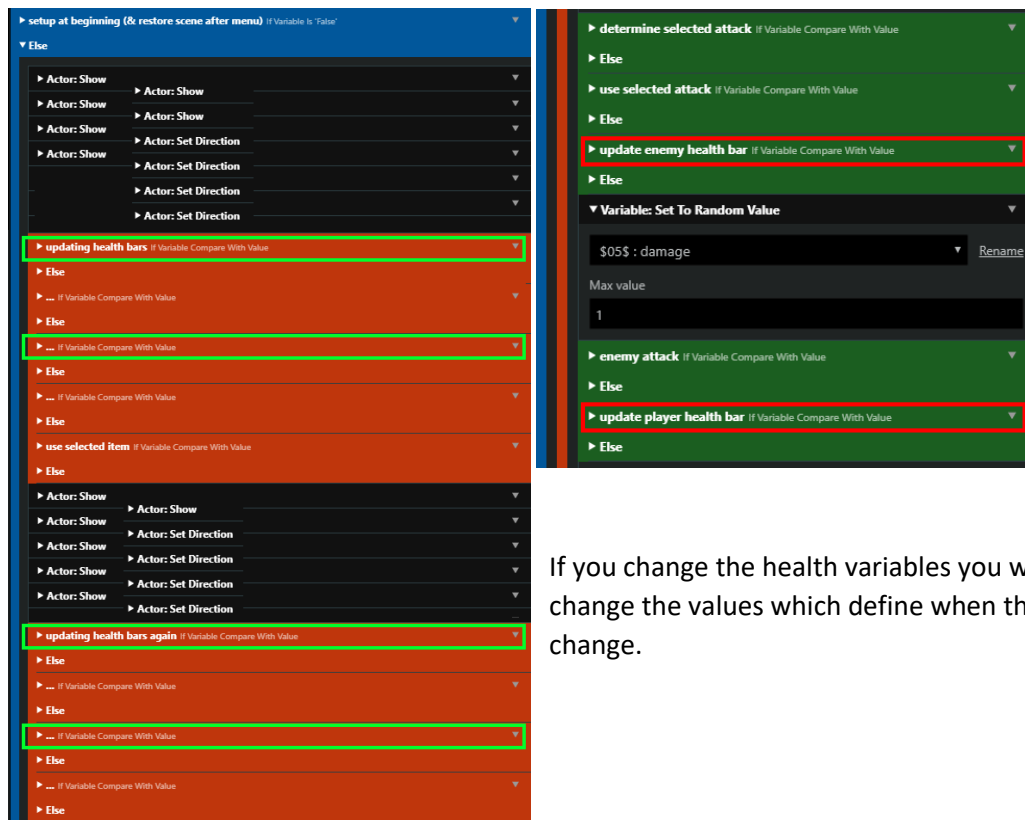 setup at beginning (& restore scene after menu) If Variable Is 'False'
Else
Actor: Show
Actor: Show
Actor: Show
Actor: Show
Actor: Show
Actor: Show
Actor: Set Direction
Actor: Set Direction
Actor: Set Direction
Actor: Set Direction
updating health bars If Variable Compare With Value
Else
... If Variable Compare With Value
Else
... If Variable Compare With Value
Else
... If Variable Compare With Value
Else
use selected item If Variable Compare With Value
Else
Actor: Show
Actor: Show
Actor: Show
Actor: Show
Actor: Show
Actor: Show
Actor: Set Direction
Actor: Set Direction
Actor: Set Direction
Actor: Set Direction
updating health bars again If Variable Compare With Value
Else
... If Variable Compare With Value
Else
... If Variable Compare With Value
Else
... If Variable Compare With Value
Else
determine selected attack If Variable Compare With Value
Else
use selected attack If Variable Compare With Value
Else
update enemy health bar If Variable Compare With Value
Else
Variable: Set To Random Value
$05$ : damage
Rename
Max value
1
enemy attack If Variable Compare With Value
Else
update player health bar If Variable Compare With Value
Else
If you change the health variables you
change the values which define when
change.